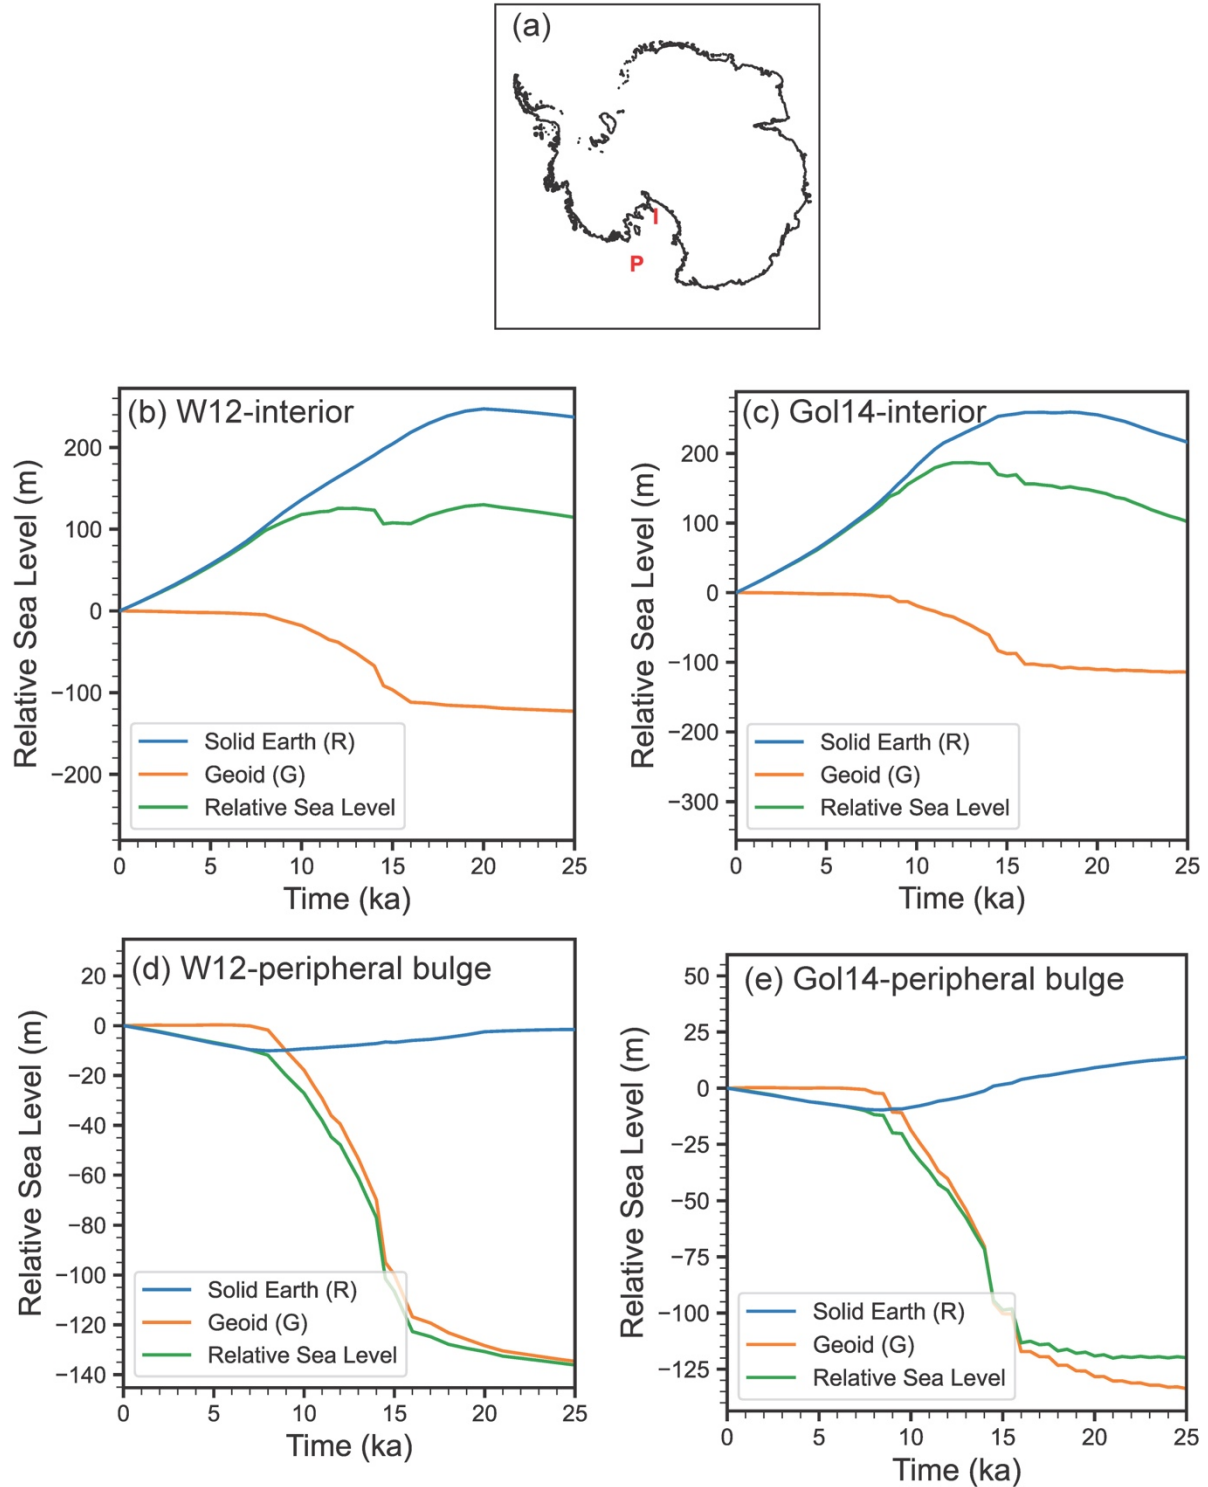 (a)
I
P
(b) W12-interior
Relative Sea Level (m)
200
100
0
−100
−200
Solid Earth (R)
Geoid (G)
Relative Sea Level
0 5 10 15 20 25
Time (ka)
(c) Gol14-interior
Relative Sea Level (m)
200
100
0
−100
−200
−300
Solid Earth (R)
Geoid (G)
Relative Sea Level
0 5 10 15 20 25
Time (ka)
(d) W12-peripheral bulge
Relative Sea Level (m)
20
0
−20
−40
−60
−80
−100
−120
−140
Solid Earth (R)
Geoid (G)
Relative Sea Level
0 5 10 15 20 25
Time (ka)
(e) Gol14-peripheral bulge
Relative Sea Level (m)
50
25
0
−25
−50
−75
−100
−125
Solid Earth (R)
Geoid (G)
Relative Sea Level
0 5 10 15 20 25
Time (ka)